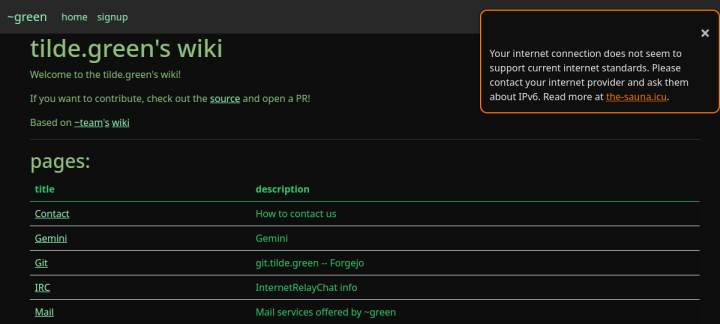 ~green home signup
×
Your internet connection does not seem to
support current internet standards. Please
contact your internet provider and ask them
about IPv6. Read more at the-sauna.icu.
tilde.green's wiki
Welcome to the tilde.green's wiki!
If you want to contribute, check out the source and open a PR!
Based on ~team's wiki
pages:
title description
Contact How to contact us
Gemini Gemini
Git git.tilde.green -- Forgejo
IRC InternetRelayChat info
Mail Mail services offered by ~green